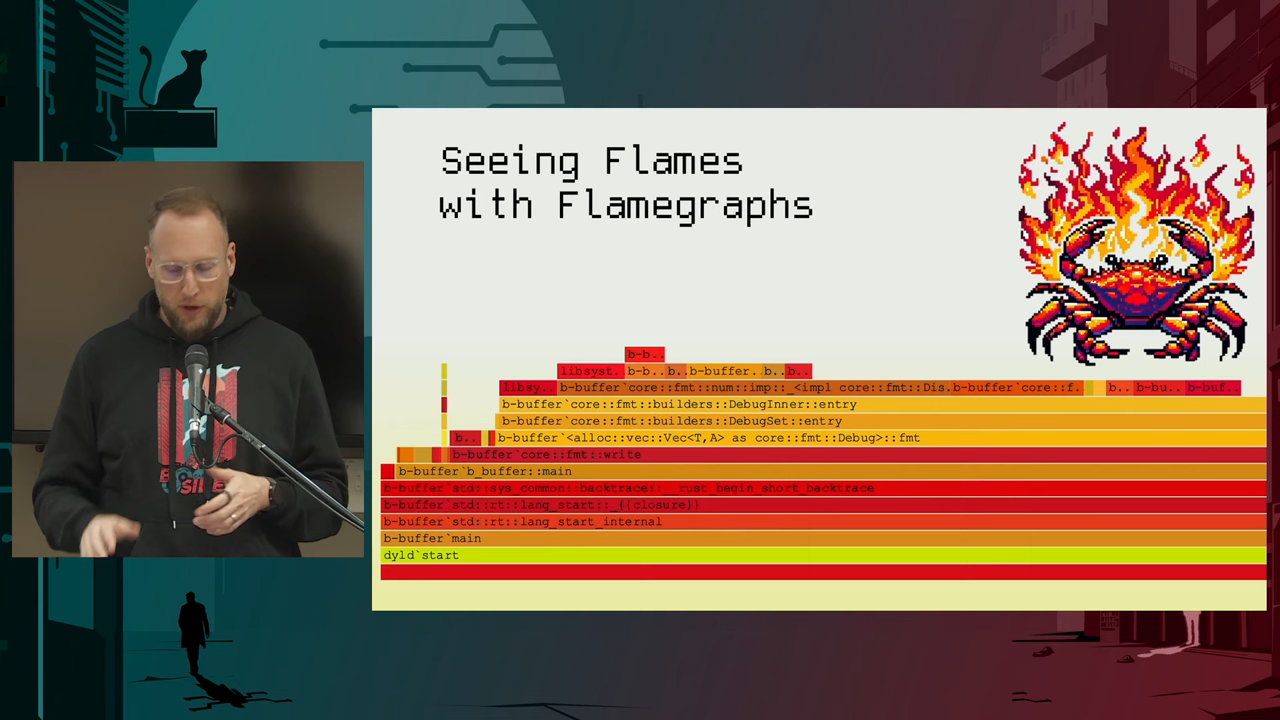 Seeing Flames
with Flamegraphs
b-b..
libsyst. b-b.. b.. b-buffer. b.. b..
libsy.. b-buffer`core::fmt::num::imp::_<impl core::fmt::Dis. b-buffer`core::f. b.. b-bu.. b-buf..
b-buffer`core::fmt::builders::DebugInner::entry
b-buffer`core::fmt::builders::DebugSet::entry
b.. b-buffer`<alloc::vec::Vec<T,A> as core::fmt::Debug>::fmt
b-buffer`core::fmt::write
b-buffer`b_buffer::main
b-buffer`std::sys_common::backtrace::__rust_begin_short_backtrace
b-buffer`std::rt::lang_start::_{{closure}}
b-buffer`std::rt::lang_start_internal
b-buffer`main
dyld`start